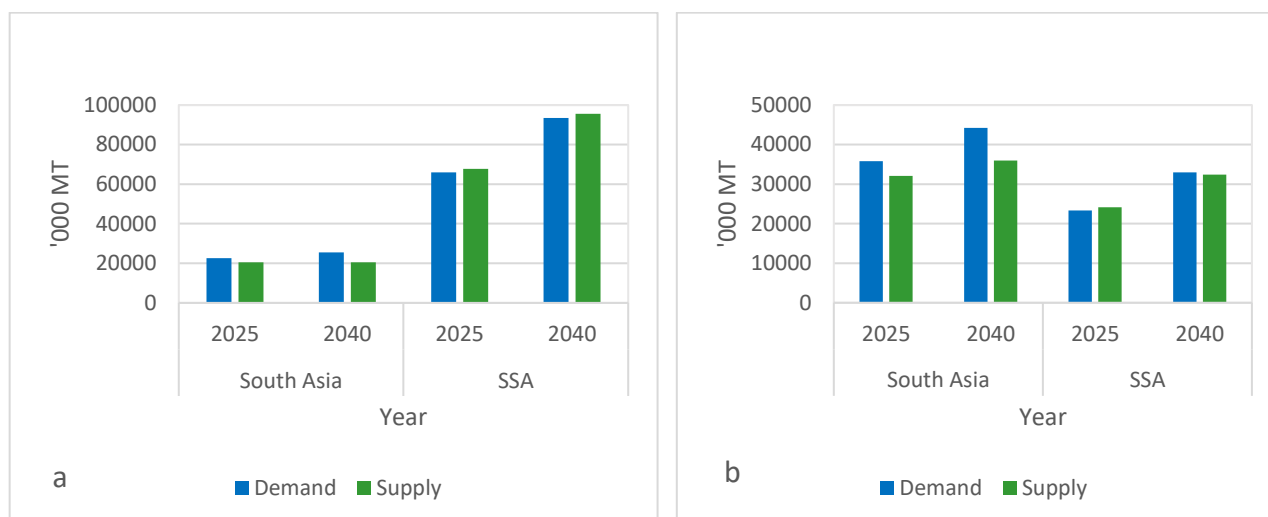 100000
80000
60000
40000
20000
0
'000 MT
2025 2040 2025 2040
South Asia SSA
Year
a
Demand Supply
50000
40000
30000
20000
10000
0
'000 MT
2025 2040 2025 2040
South Asia SSA
Year
b
Demand Supply